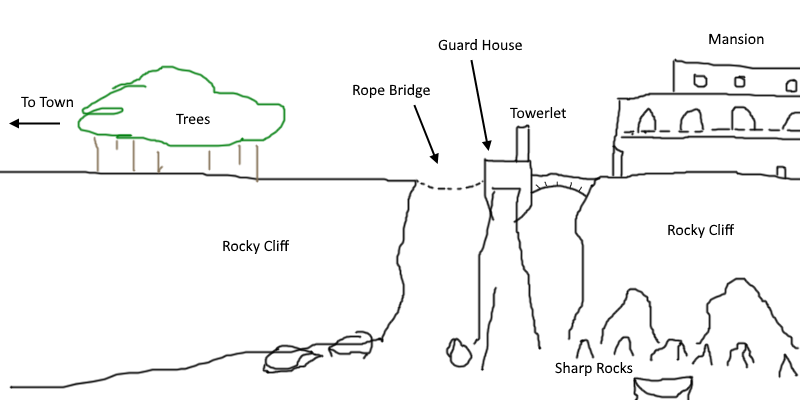 Mansion
Guard House
Rope Bridge
To Town
Towerlet
Trees
Rocky Cliff
Rocky Cliff
Sharp Rocks